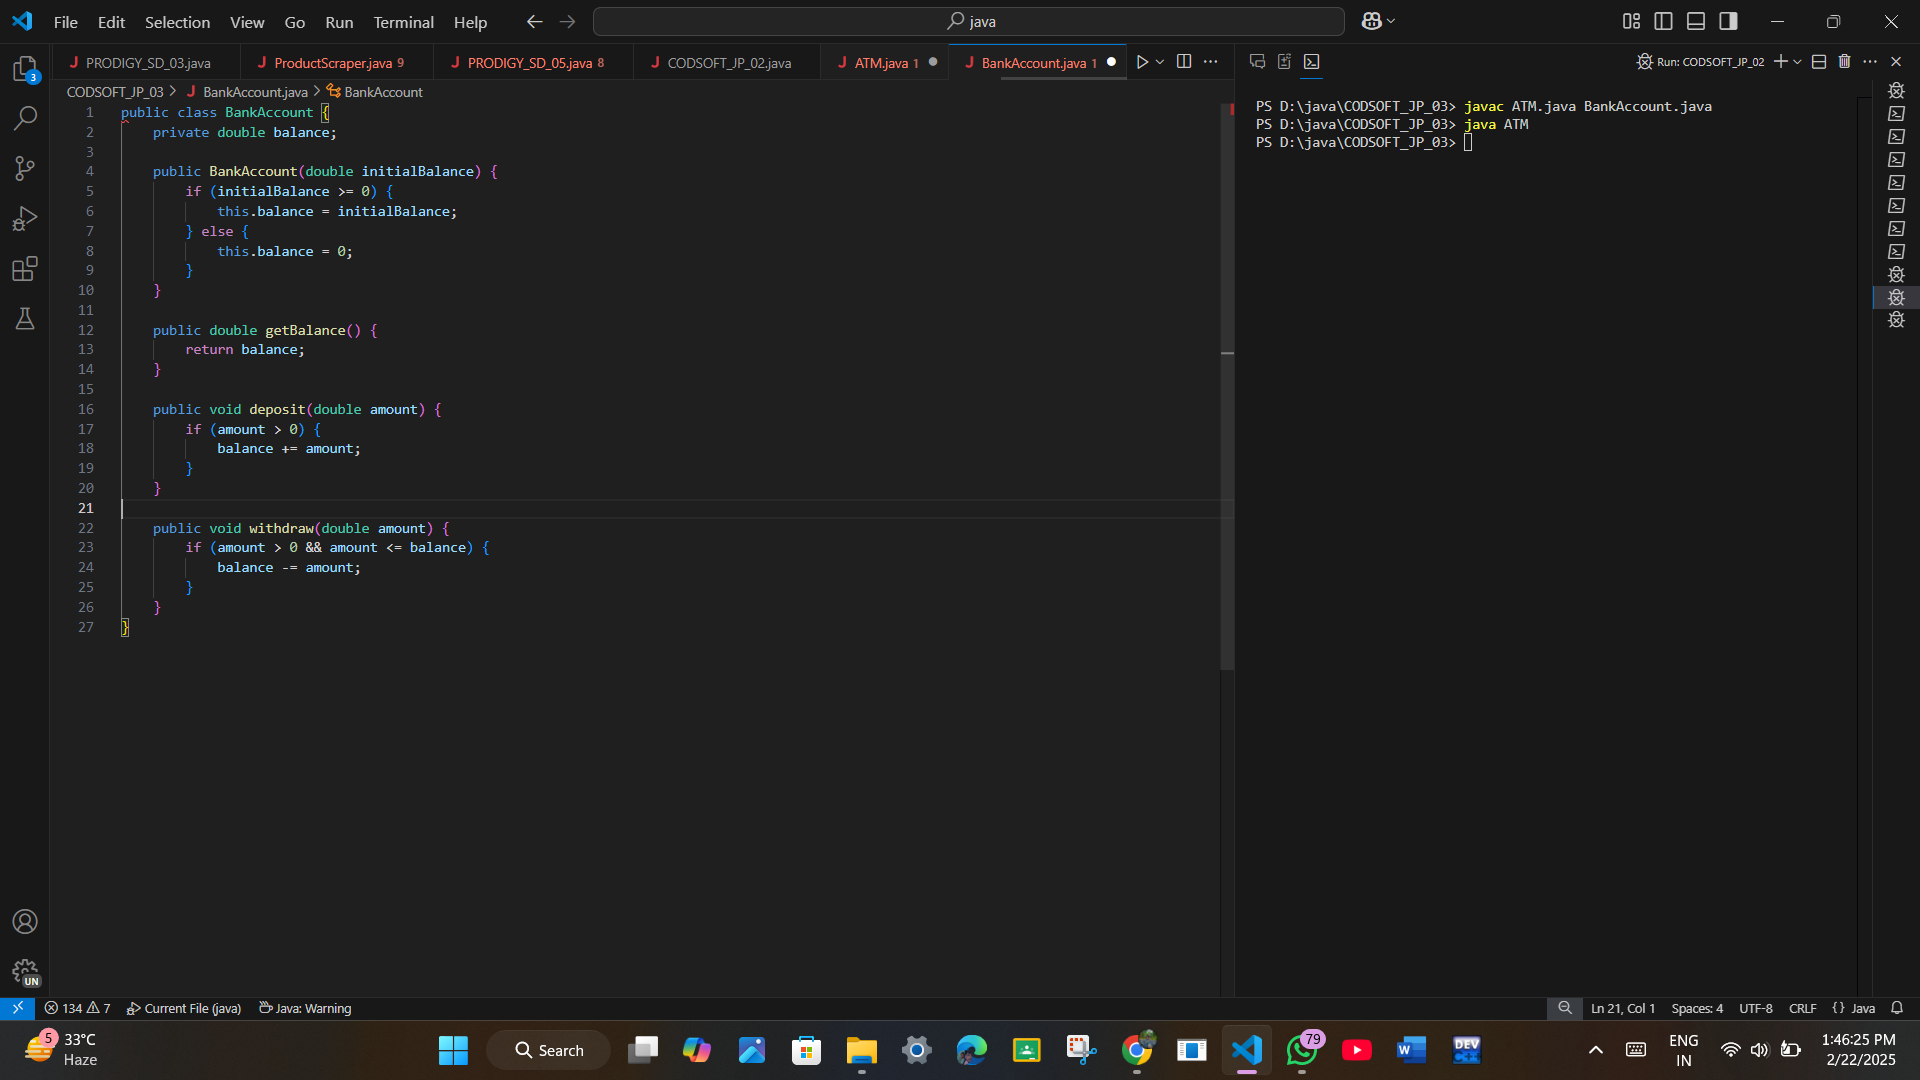 File Edit Selection View Go Run Terminal Help
java
PRODIGY_SD_03.java
ProductScraper.java 9
PRODIGY_SD_05.java 8
CODSOFT_JP_02.java
ATM.java 1
BankAccount.java 1
Run: CODSOFT_JP_02
CODSOFT_JP_03 > BankAccount.java > BankAccount
1 public class BankAccount {
2     private double balance;
3
4     public BankAccount(double initialBalance) {
5         if (initialBalance >= 0) {
6             this.balance = initialBalance;
7         } else {
8             this.balance = 0;
9         }
10     }
11
12     public double getBalance() {
13         return balance;
14     }
15
16     public void deposit(double amount) {
17         if (amount > 0) {
18             balance += amount;
19         }
20     }
21
22     public void withdraw(double amount) {
23         if (amount > 0 && amount <= balance) {
24             balance -= amount;
25         }
26     }
27 }
PS D:\java\CODSOFT_JP_03> javac ATM.java BankAccount.java
PS D:\java\CODSOFT_JP_03> java ATM
PS D:\java\CODSOFT_JP_03>
3
UN
134 7 Current File (java) Java: Warning
Ln 21, Col 1 Spaces: 4 UTF-8 CRLF {} Java
5
33°C
Haze
Search
79
W
DEV
C++
ENG
IN
1:46:25 PM
2/22/2025